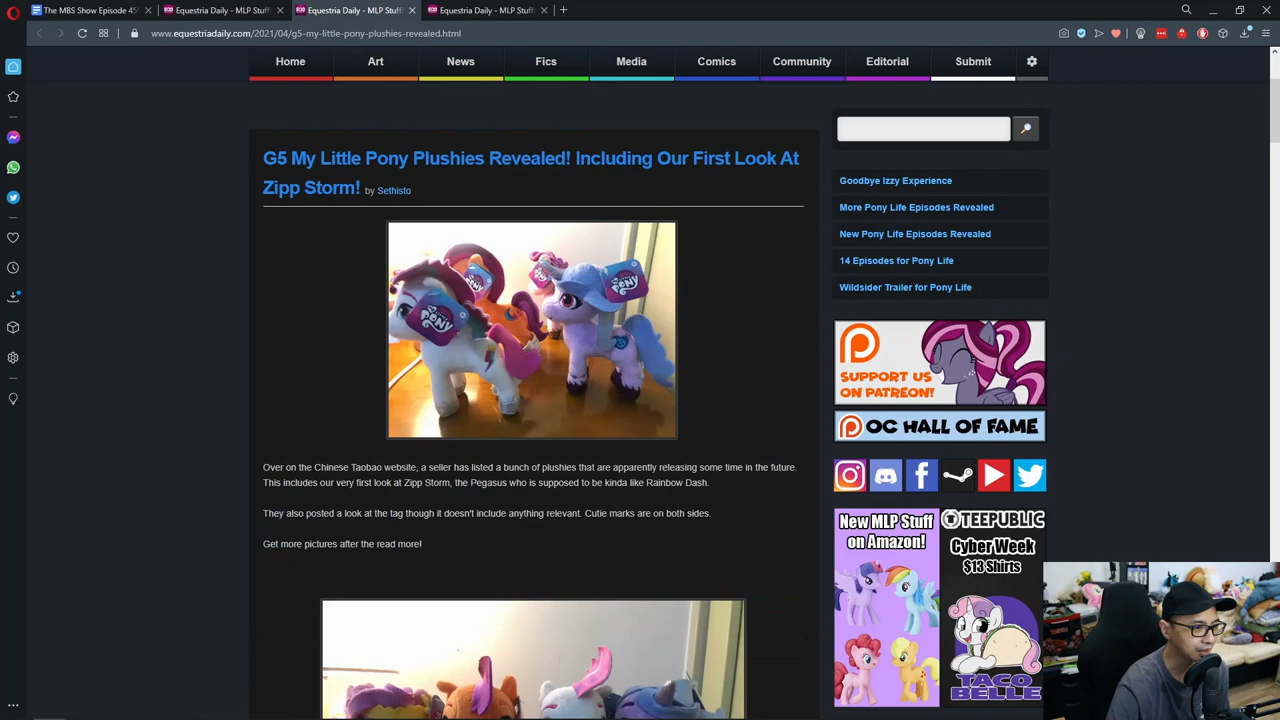 The MBS Show Episode 45
Equestria Daily - MLP Stuff
Equestria Daily - MLP Stuff
Equestria Daily - MLP Stuff
www.equestriadaily.com/2021/04/g5-my-little-pony-plushies-revealed.html
Home Art News Fics Media Comics Community Editorial Submit
G5 My Little Pony Plushies Revealed! Including Our First Look At
Zipp Storm! by Sethisto
Over on the Chinese Taobao website, a seller has listed a bunch of plushies that are apparently releasing some time in the future.
This includes our very first look at Zipp Storm, the Pegasus who is supposed to be kinda like Rainbow Dash.
They also posted a look at the tag though it doesn't include anything relevant. Cutie marks are on both sides.
Get more pictures after the read more!
Goodbye Izzy Experience
More Pony Life Episodes Revealed
New Pony Life Episodes Revealed
14 Episodes for Pony Life
Wildsider Trailer for Pony Life
SUPPORT US
ON PATREON!
OC HALL OF FAME
New MLP Stuff
on Amazon!
TEEPUBLIC
Cyber Week
$13 Shirts
TACO
BELLE